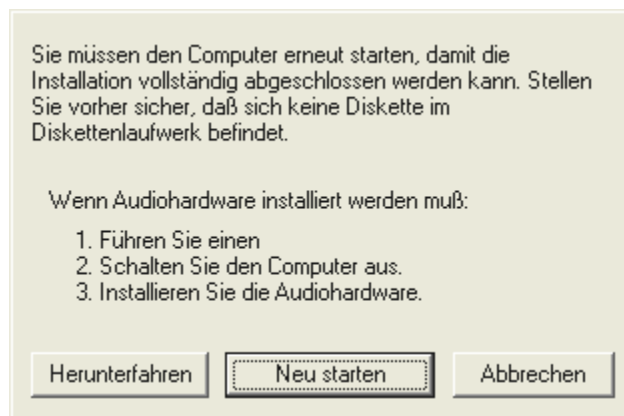 Sie müssen den Computer erneut starten, damit die
Installation vollständig abgeschlossen werden kann. Stellen
Sie vorher sicher, daß sich keine Diskette im
Diskettenlaufwerk befindet.
Wenn Audiohardware installiert werden muß:
1. Führen Sie einen
2. Schalten Sie den Computer aus.
3. Installieren Sie die Audiohardware.
Herunterfahren Neu starten Abbrechen